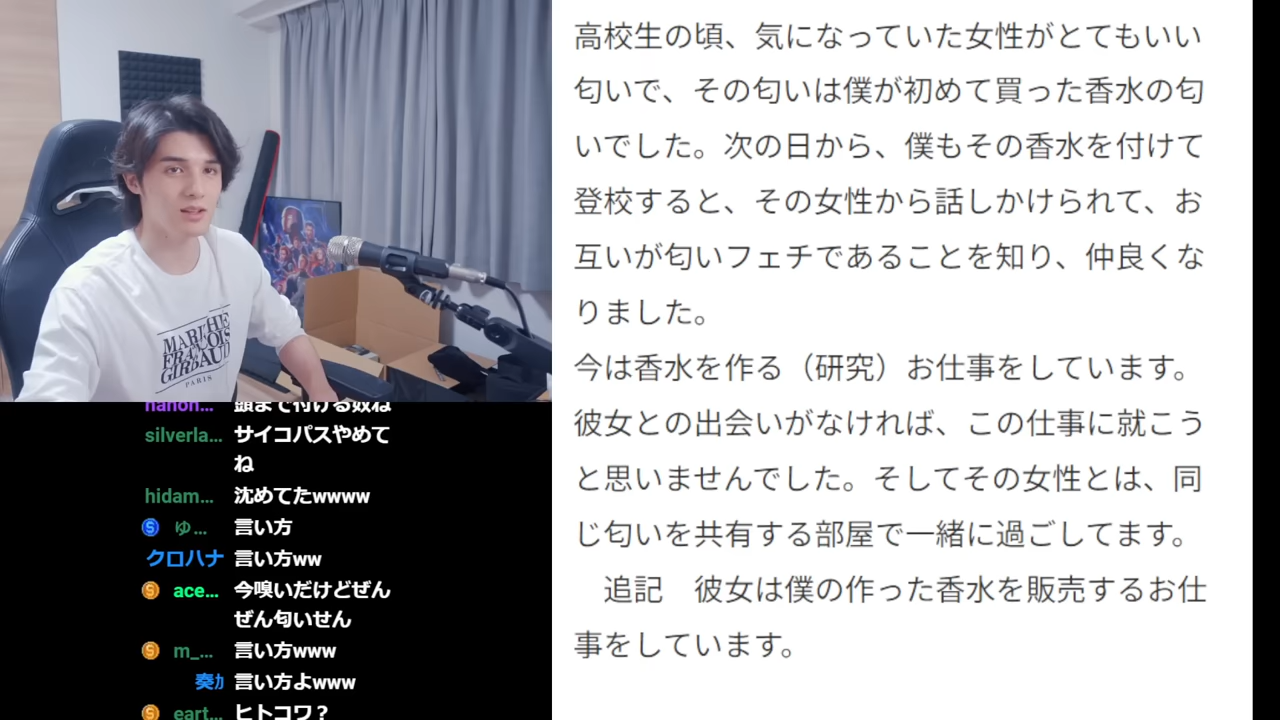 高校生の頃、気になっていた女性がとてもいい
匂いで、その匂いは僕が初めて買った香水の匂
いでした。次の日から、僕もその香水を付けて
登校すると、その女性から話しかけられて、お
互いが匂いフェチであることを知り、仲良くな
りました。
今は香水を作る（研究）お仕事をしています。
彼女との出会いがなければ、この仕事に就こう
と思いませんでした。そしてその女性とは、同
じ匂いを共有する部屋で一緒に過ごしてます。
追記　彼女は僕の作った香水を販売するお仕
事をしています。
MARITHE
FRANCOIS
GIRBAUD
PARIS
nanon... 頭まで付ける奴ね
silverla... サイコパスやめて
ね
hidam... 沈めてたwwww
ゆ... 言い方
クロハナ 言い方ww
ace... 今嗅いだけどぜん
ぜん匂いせん
m_... 言い方www
奏か 言い方よwww
eart... ヒトコワ？